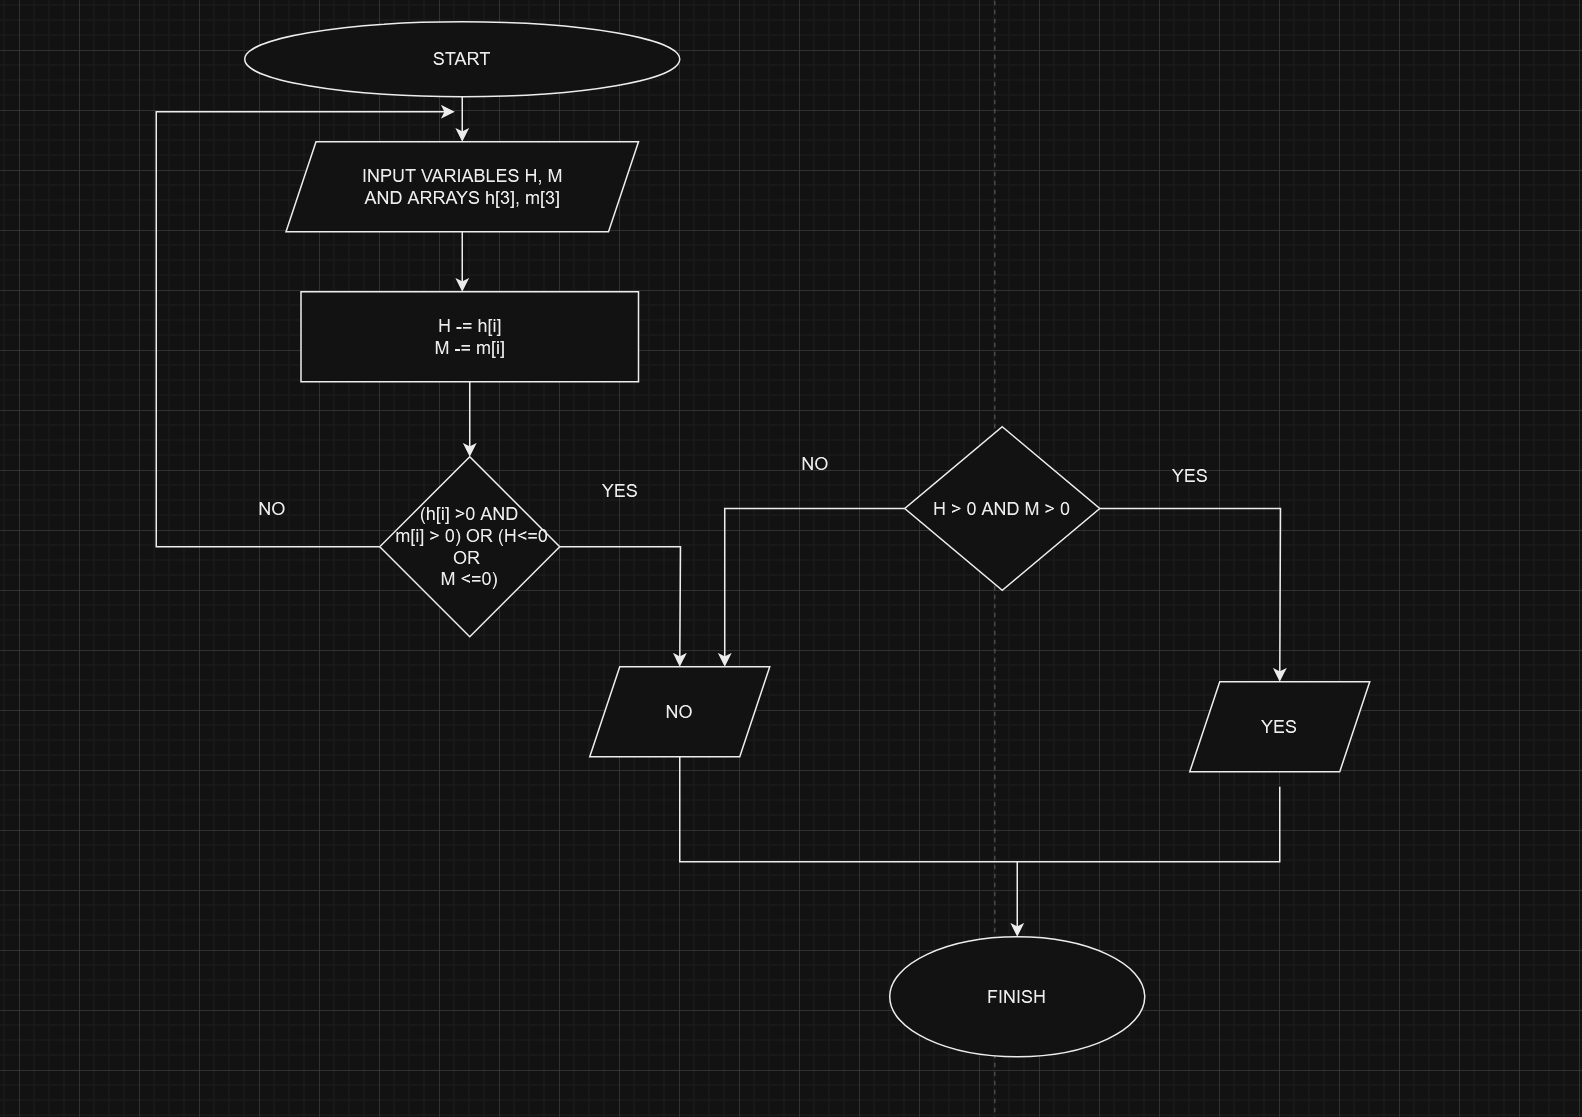 START
INPUT VARIABLES H, M
AND ARRAYS h[3], m[3]
H -= h[i]
M -= m[i]
NO
YES
(h[i] >0 AND
m[i] > 0) OR (H<=0
OR
M <=0)
NO
YES
H > 0 AND M > 0
NO
YES
FINISH